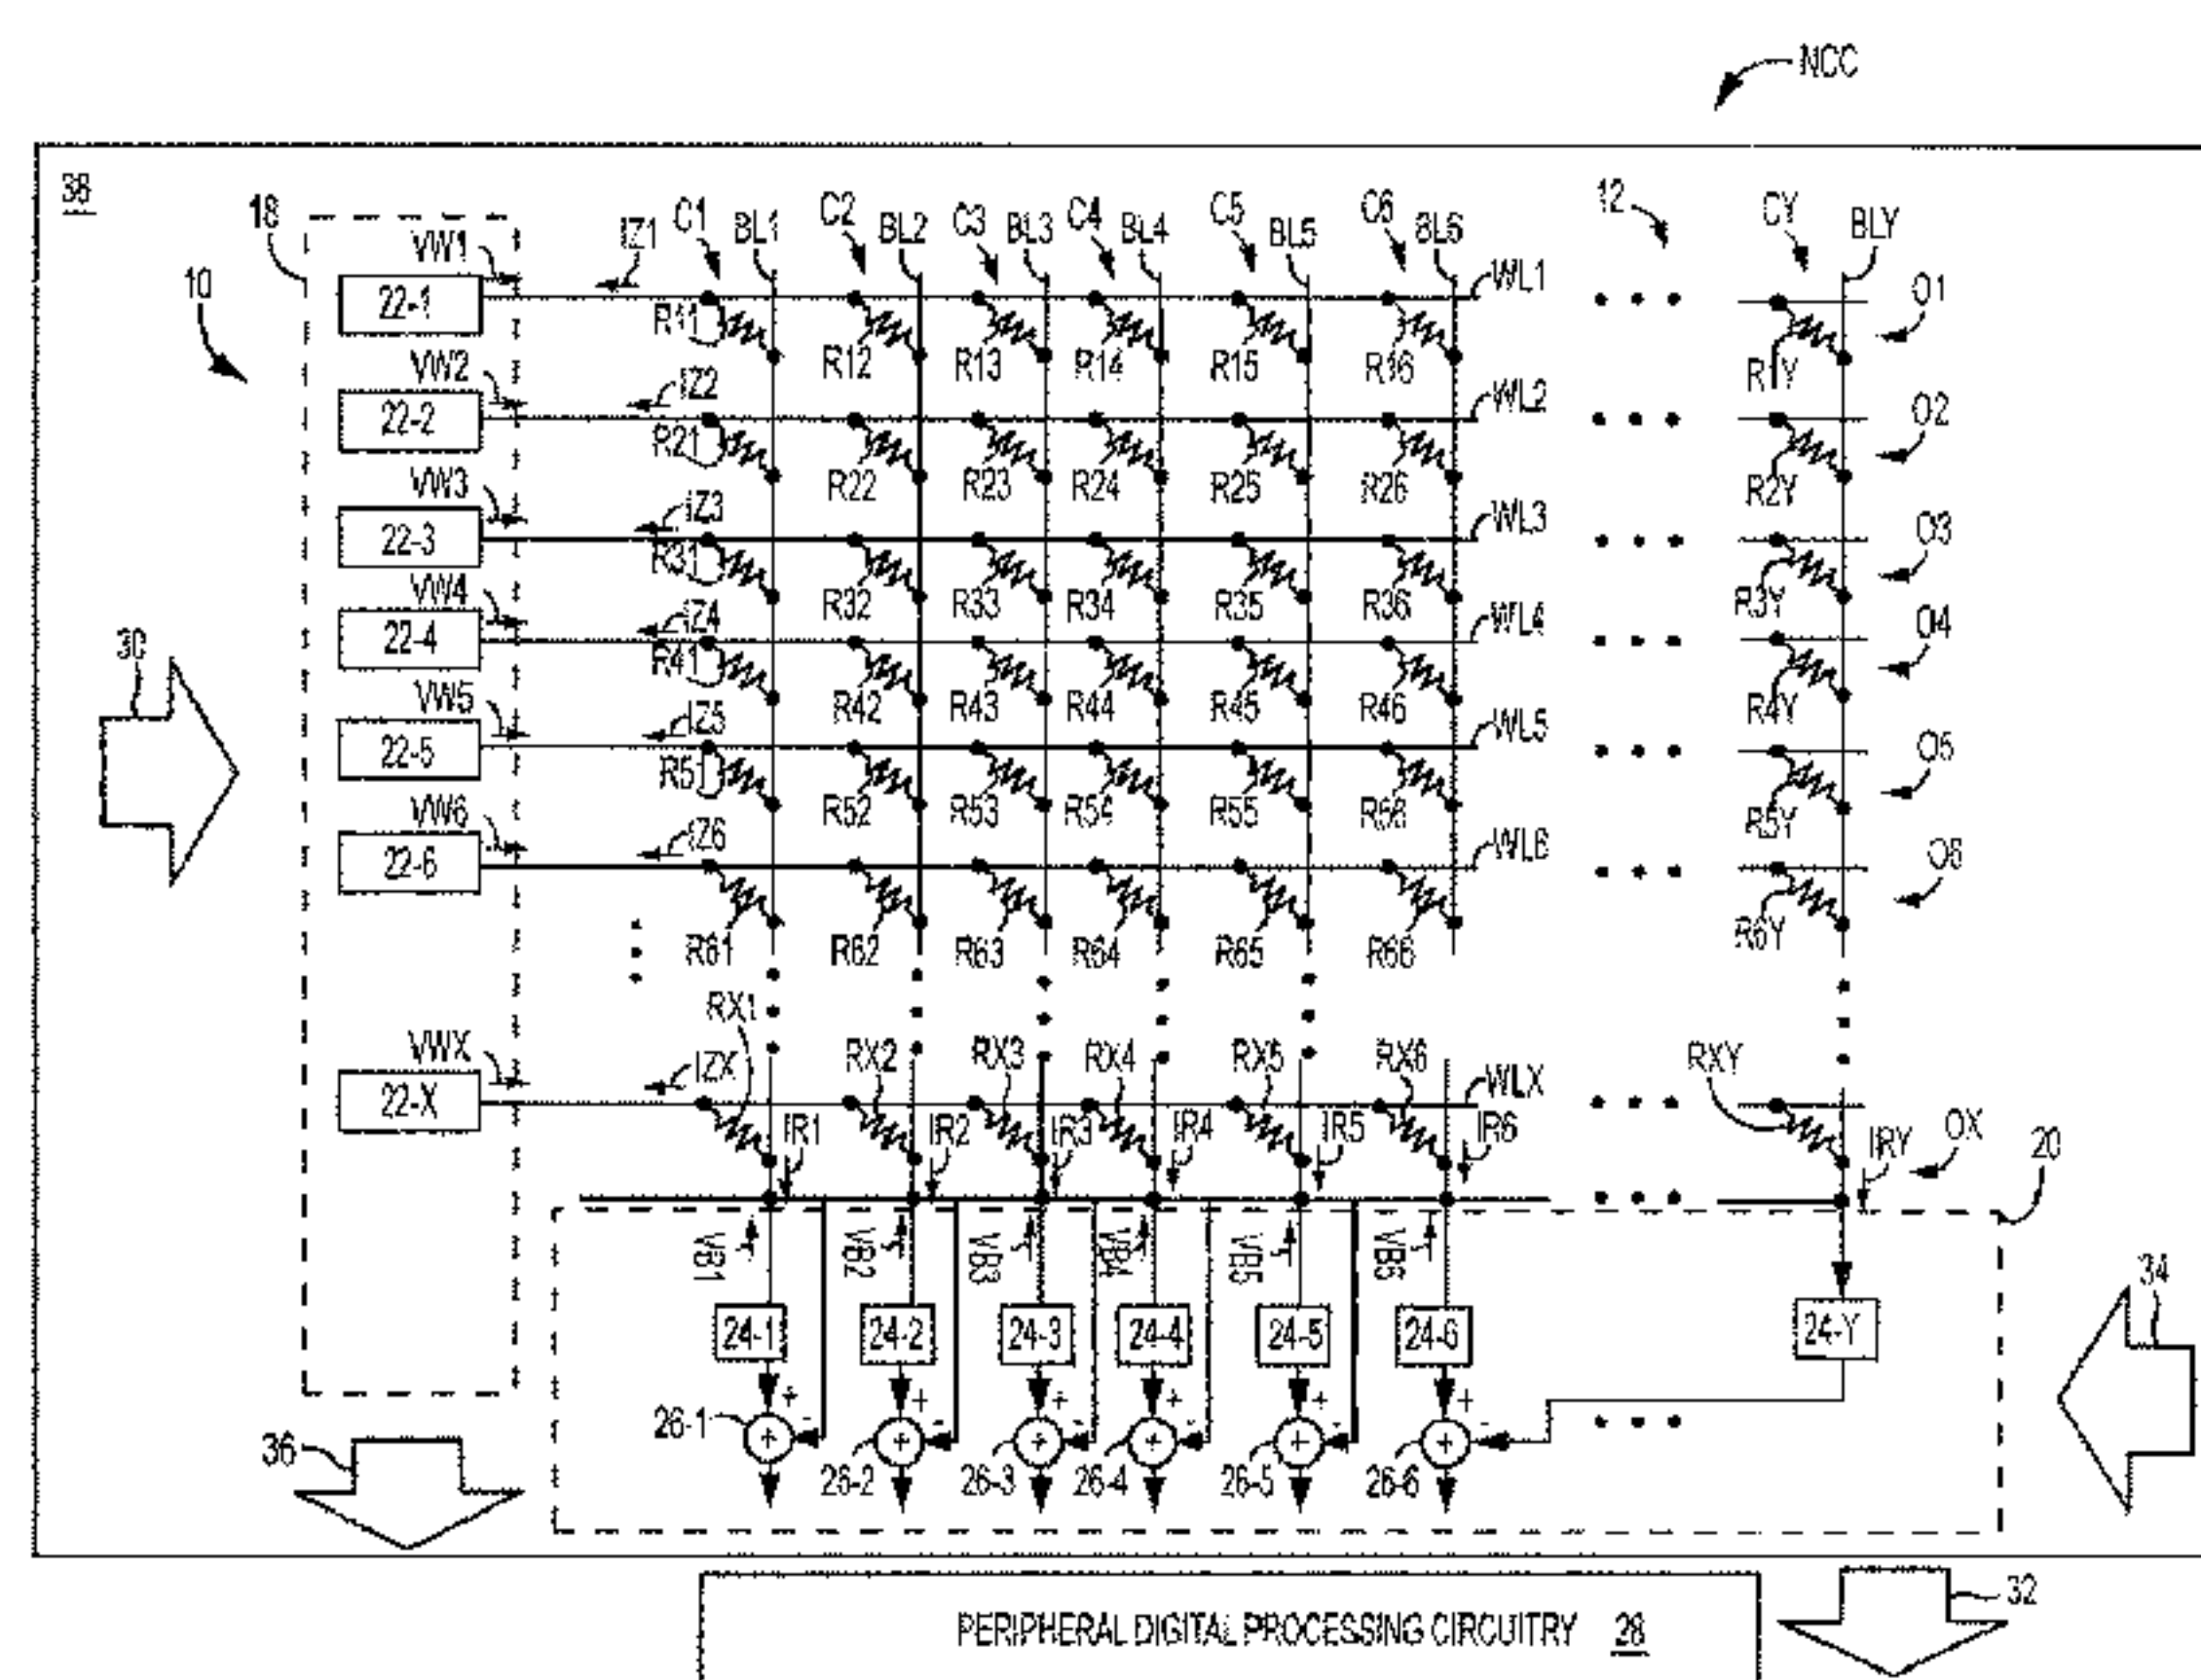 NCC
38
18
VW1
IZ1
C1
BL1
C2
BL2
C3
BL3
C4
BL4
C5
BL5
C6
BL6
12
CY
BLY
10
22-1
R11
R12
R13
R14
R15
R16
WL1
R1Y
O1
VW2
IZ2
22-2
R21
R22
R23
R24
R25
R26
WL2
R2Y
O2
VW3
IZ3
22-3
R31
R32
R33
R34
R35
R36
WL3
R3Y
O3
30
VW4
IZ4
22-4
R41
R42
R43
R44
R45
R46
WL4
R4Y
O4
VW5
IZ5
22-5
R51
R52
R53
R54
R55
R56
WL5
R5Y
O5
VW6
IZ6
22-6
R61
R62
R63
R64
R65
R66
WL6
R6Y
O6
VWX
IZX
22-X
RX1
RX2
RX3
RX4
RX5
RX6
WLX
RXY
OX
IR1
IR2
IR3
IR4
IR5
IR6
IRY
20
VB1
VB2
VB3
VB4
VB5
VB6
34
24-1
24-2
24-3
24-4
24-5
24-6
24-Y
+ -
+ -
+ -
+ -
+ -
+ -
+ + + + + +
26-1
26-2
26-3
26-4
26-5
26-6
36
32
PERIPHERAL DIGITAL PROCESSING CIRCUITRY 28